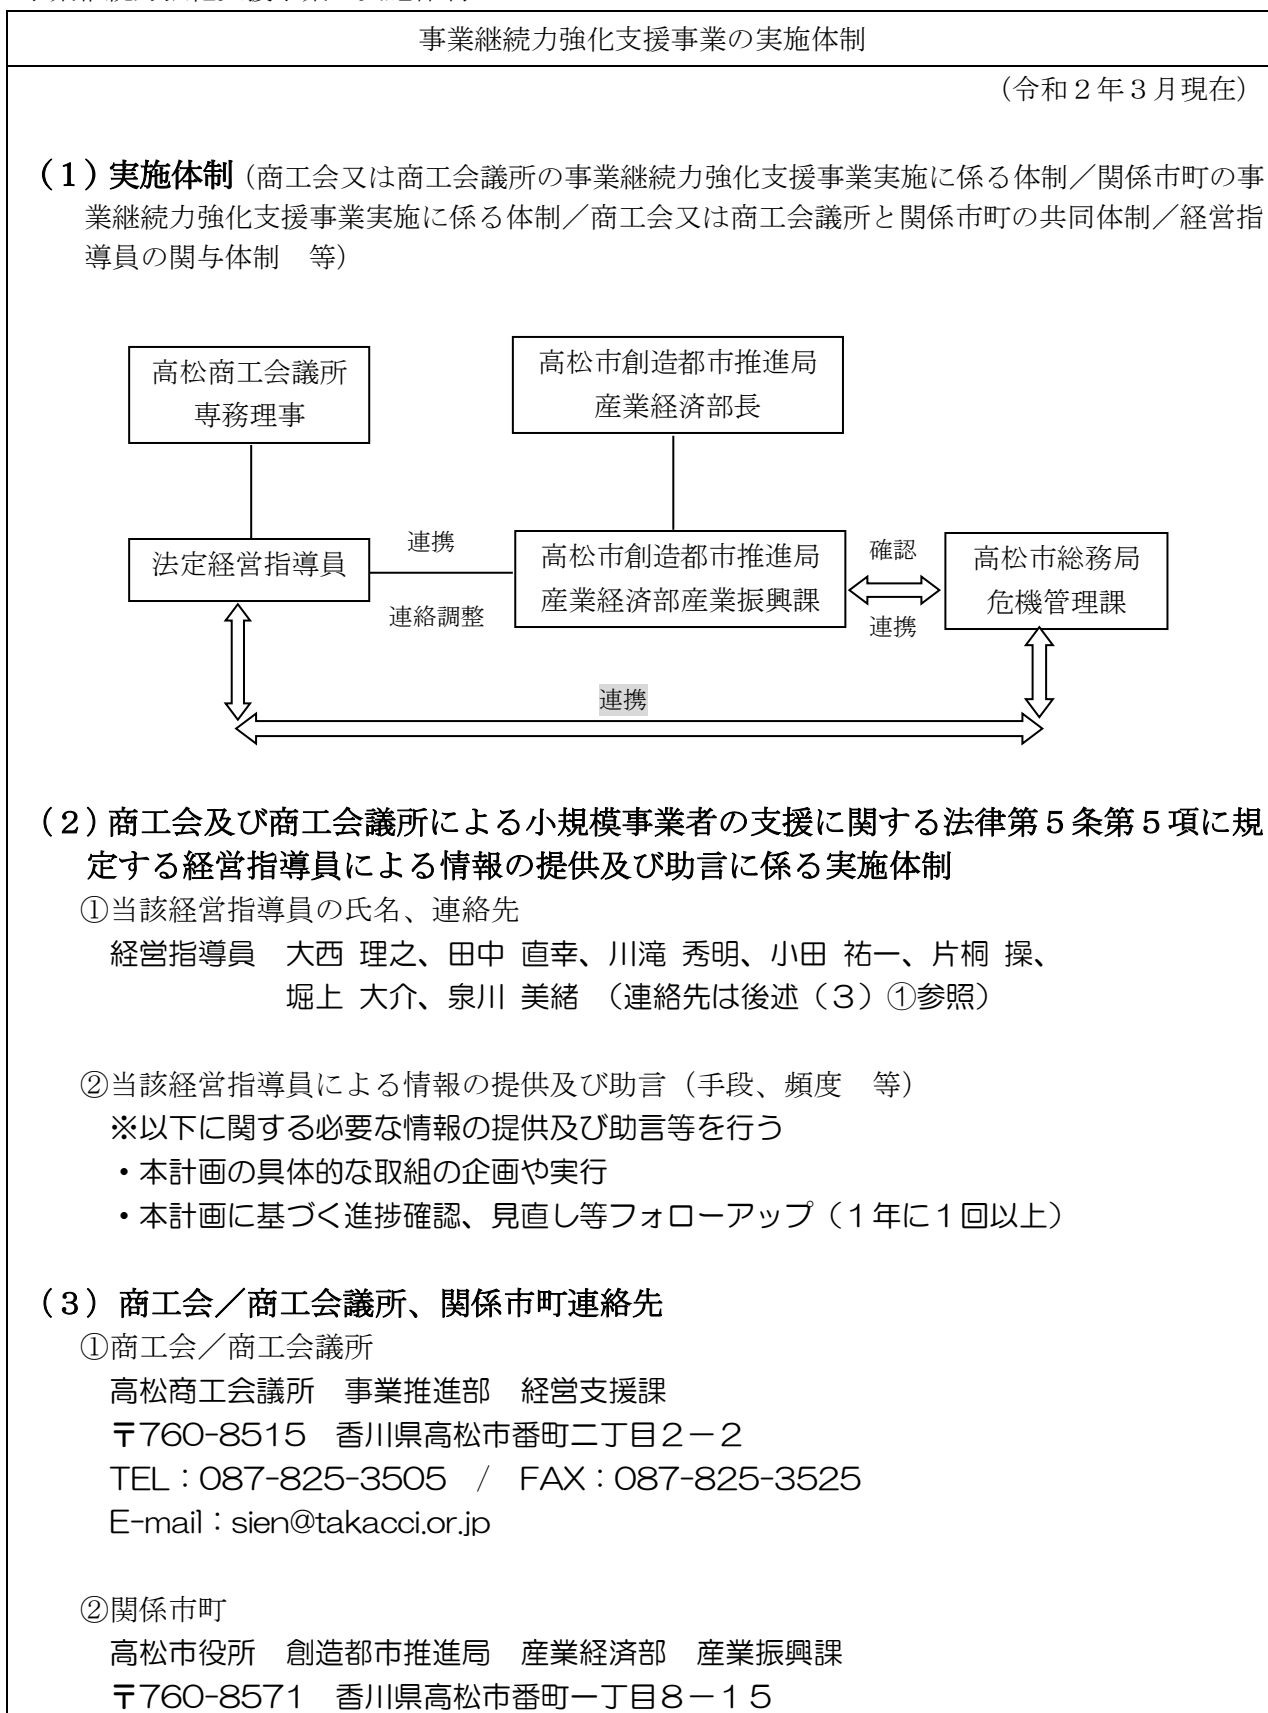 事業継続力強化支援事業の実施体制
(令和２年３月現在)
(１)実施体制(商工会又は商工会議所の事業継続力強化支援事業実施に係る体制／関係市町の事
業継続力強化支援事業実施に係る体制／商工会又は商工会議所と関係市町の共同体制／経営指
導員の関与体制　等)
高松商工会議所
専務理事
高松市創造都市推進局
産業経済部長
法定経営指導員
連携
連絡調整
高松市創造都市推進局
産業経済部産業振興課
確認
連携
高松市総務局
危機管理課
連携
(２)商工会及び商工会議所による小規模事業者の支援に関する法律第５条第５項に規
定する経営指導員による情報の提供及び助言に係る実施体制
①当該経営指導員の氏名、連絡先
経営指導員　大西 理之、田中 直幸、川滝 秀明、小田 祐一、片桐 操、
堀上 大介、泉川 美緒 （連絡先は後述（３）①参照）
②当該経営指導員による情報の提供及び助言（手段、頻度　等）
※以下に関する必要な情報の提供及び助言等を行う
・本計画の具体的な取組の企画や実行
・本計画に基づく進捗確認、見直し等フォローアップ（１年に１回以上）
(３) 商工会／商工会議所、関係市町連絡先
①商工会／商工会議所
高松商工会議所　事業推進部　経営支援課
〒760-8515　香川県高松市番町二丁目２－２
TEL：087-825-3505　/　FAX：087-825-3525
E-mail：sien@takacci.or.jp
②関係市町
高松市役所　創造都市推進局　産業経済部　産業振興課
〒760-8571　香川県高松市番町一丁目８－１５